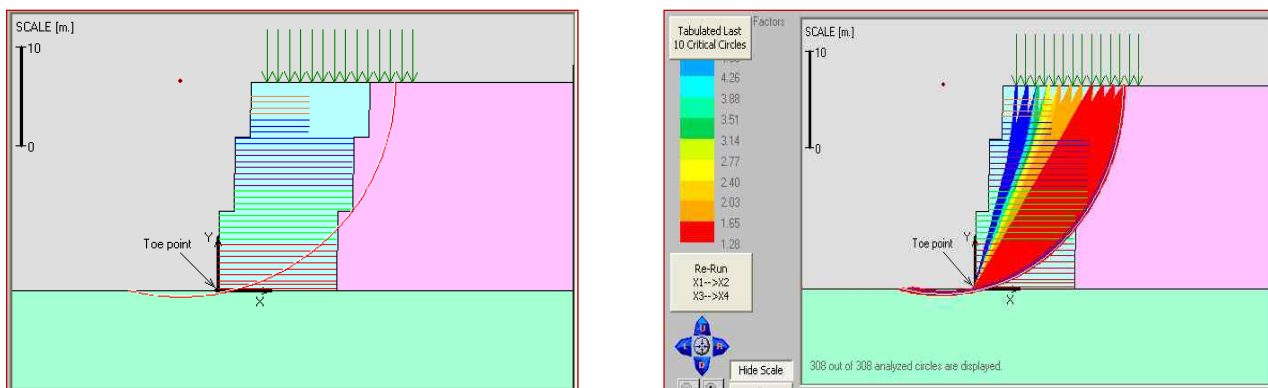 SCALE [m.]
10
0
Toe point
Y
X
Tabulated Last
10 Critical Circles
Factors
4.26
3.88
3.51
3.14
2.77
2.40
2.03
1.65
1.28
Re-Run
X1-->X2
X3-->X4
U
L
R
D
Hide Scale
SCALE [m.]
10
0
Toe point
Y
X
308 out of 308 analyzed circles are displayed.